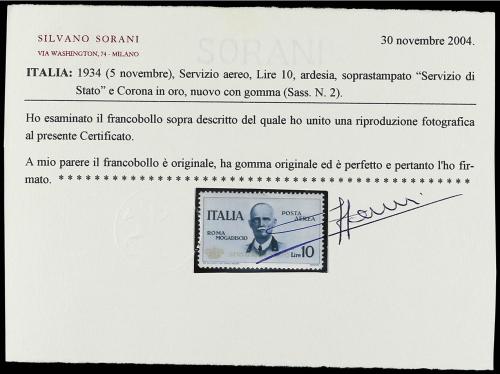 SORANI
SILVANO SORANI
VIA WASHINGTON, 74 - MILANO
30 novembre 2004.
ITALIA: 1934 (5 novembre), Servizio aereo, Lire 10, ardesia, soprastampato “Servizio di
Stato” e Corona in oro, nuovo con gomma (Sass. N. 2).
Ho esaminato il francobollo sopra descritto del quale ho unito una riproduzione fotografica
al presente Certificato.
A mio parere il francobollo è originale, ha gomma originale ed è perfetto e pertanto l'ho fir-
mato. * * * * * * * * * * * * * * * * * * * * * * * * * * * * * * * * * * * * * * * * * * * * *
ITALIA
POSTA
AEREA
ROMA
MOGADISCIO
Lire 10